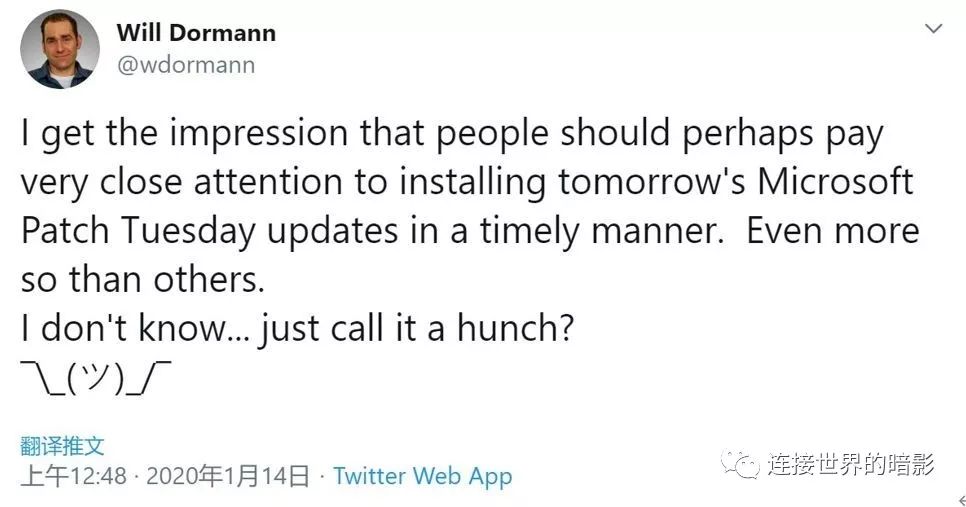 Will Dormann
@wdormann
I get the impression that people should perhaps pay
very close attention to installing tomorrow's Microsoft
Patch Tuesday updates in a timely manner.  Even more
so than others.
I don't know... just call it a hunch?
¯\_(ツ)_/¯
翻译推文
上午12:48 · 2020年1月14日 · Twitter Web App
连接世界的暗影